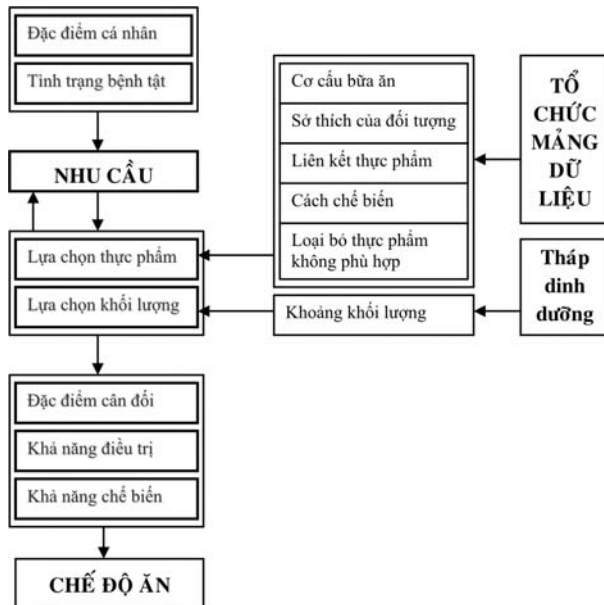 Đặc điểm cá nhân
Tình trạng bệnh tật
NHU CẦU
Lựa chọn thực phẩm
Lựa chọn khối lượng
Đặc điểm cân đối
Khả năng điều trị
Khả năng chế biến
CHẾ ĐỘ ĂN
Cơ cấu bữa ăn
Sở thích của đối tượng
Liên kết thực phẩm
Cách chế biến
Loại bỏ thực phẩm
không phù hợp
Khoảng khối lượng
TỔ
CHỨC
MẢNG
DỮ
LIỆU
Tháp
dinh
dưỡng